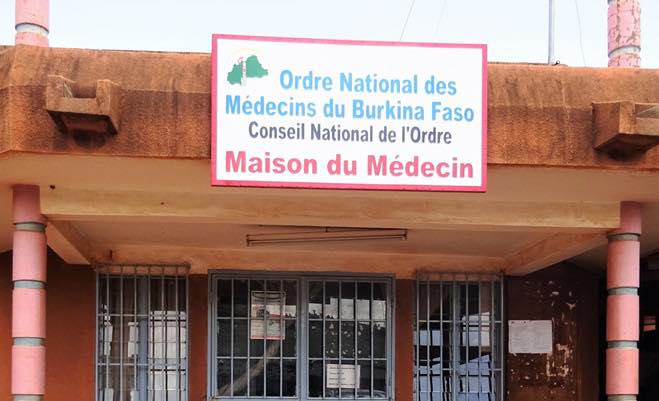 Ordre National des
Médecins du Burkina Faso
Conseil National de l'Ordre
Maison du Médecin